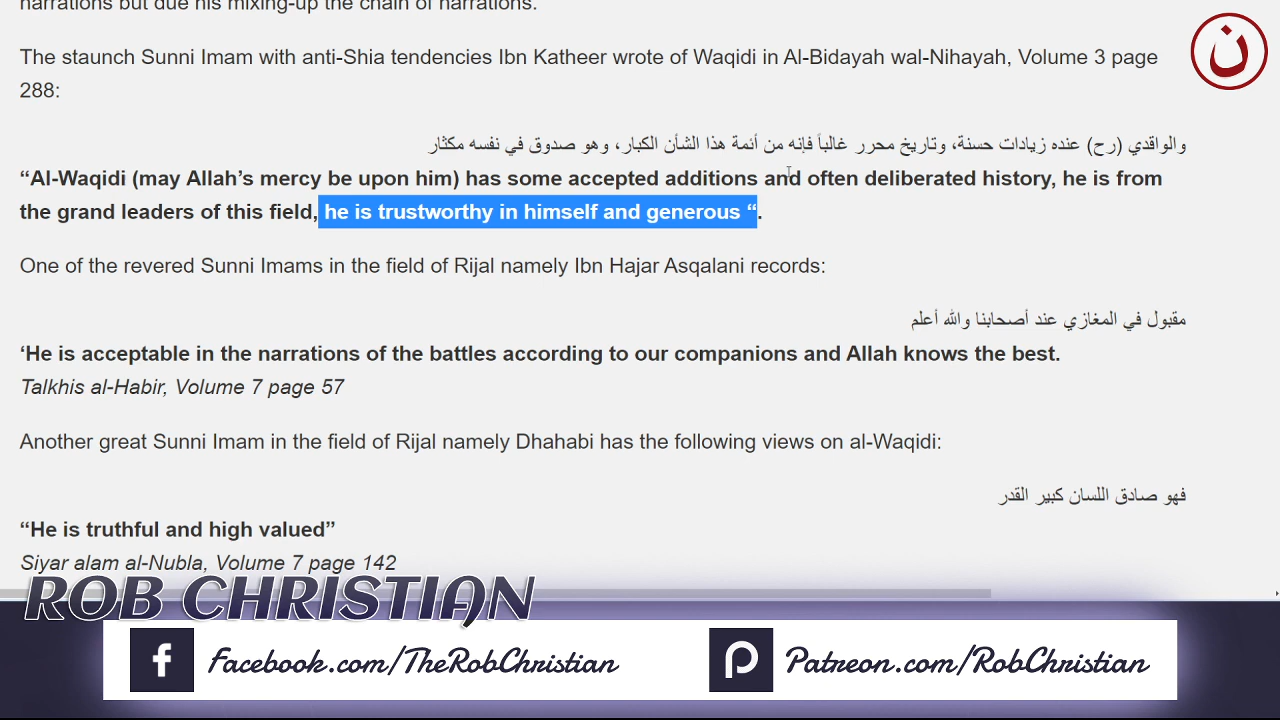 narrations but due his mixing-up the chain of narrations.
ن
The staunch Sunni Imam with anti-Shia tendencies Ibn Katheer wrote of Waqidi in Al-Bidayah wal-Nihayah, Volume 3 page
288:
والواقدي (رح) عنده زيادات حسنة، وتاريخ محرر غالباً فإنه من أئمة هذا الشأن الكبار، وهو صدوق في نفسه مكثار
“Al-Waqidi (may Allah’s mercy be upon him) has some accepted additions and often deliberated history, he is from
the grand leaders of this field, he is trustworthy in himself and generous “.
One of the revered Sunni Imams in the field of Rijal namely Ibn Hajar Asqalani records:
مقبول في المغازي عند أصحابنا والله أعلم
‘He is acceptable in the narrations of the battles according to our companions and Allah knows the best.
Talkhis al-Habir, Volume 7 page 57
Another great Sunni Imam in the field of Rijal namely Dhahabi has the following views on al-Waqidi:
فهو صادق اللسان كبير القدر
“He is truthful and high valued”
Siyar alam al-Nubla, Volume 7 page 142
ROB CHRISTIAN
Facebook.com/TheRobChristian
Patreon.com/RobChristian